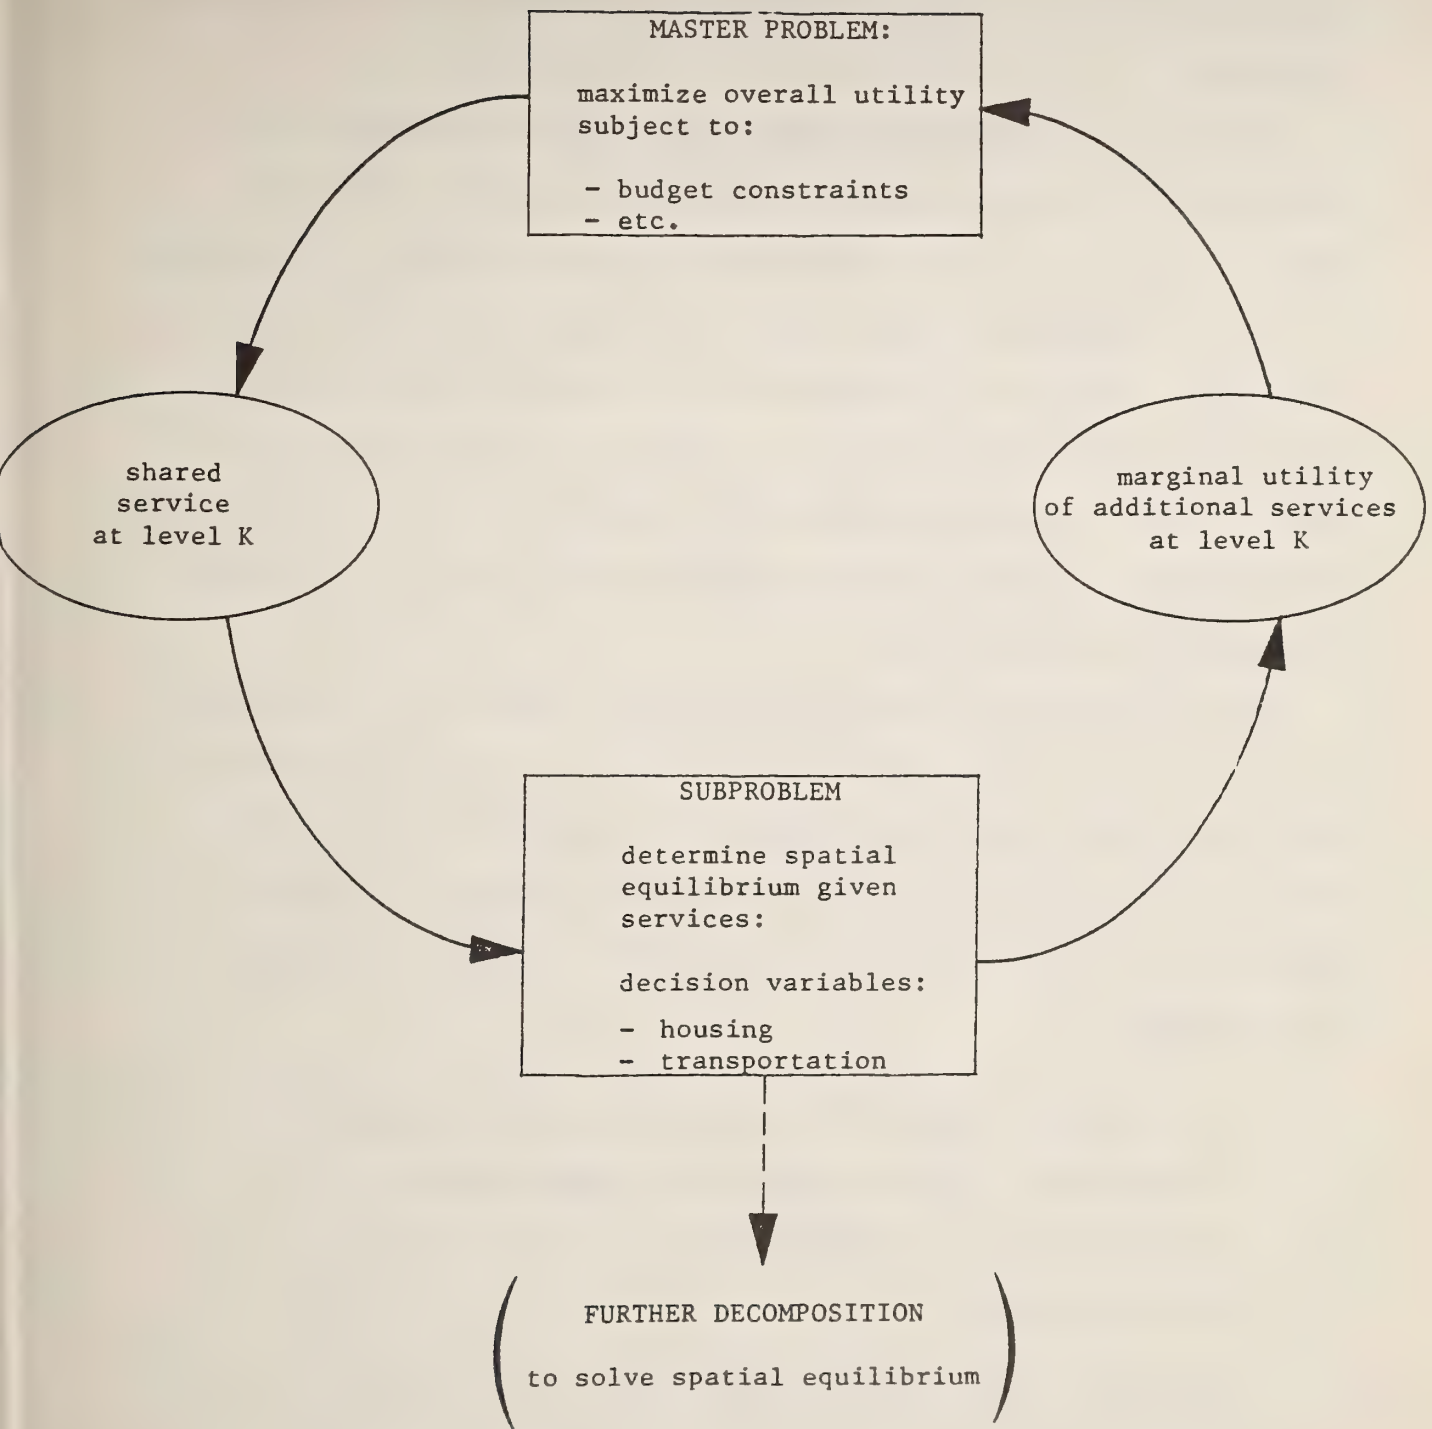 MASTER PROBLEM:
maximize overall utility
subject to:
- budget constraints
- etc.
shared
service
at level K
marginal utility
of additional services
at level K
SUBPROBLEM
determine spatial
equilibrium given
services:
decision variables:
- housing
- transportation
FURTHER DECOMPOSITION
to solve spatial equilibrium